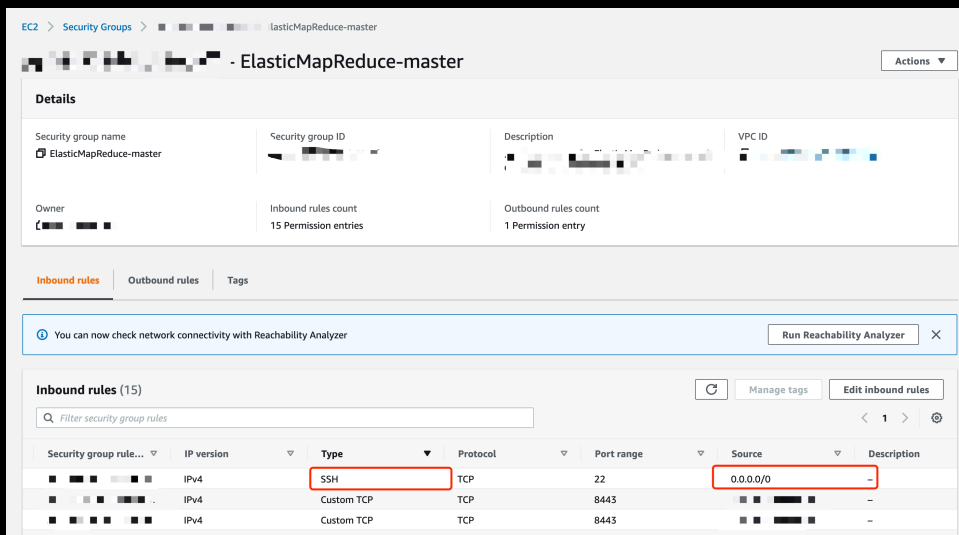 EC2 > Security Groups > lasticMapReduce-master
- ElasticMapReduce-master
Actions ▼
Details
Security group name
Security group ID
Description
VPC ID
ElasticMapReduce-master
Owner
Inbound rules count
Outbound rules count
15 Permission entries
1 Permission entry
Inbound rules
Outbound rules
Tags
You can now check network connectivity with Reachability Analyzer
Run Reachability Analyzer
Inbound rules (15)
Manage tags
Edit inbound rules
Filter security group rules
< 1 >
Security group rule... IP version Type Protocol Port range Source Description
IPv4 SSH TCP 22 0.0.0.0/0 –
IPv4 Custom TCP TCP 8443 –
IPv4 Custom TCP TCP 8443 –